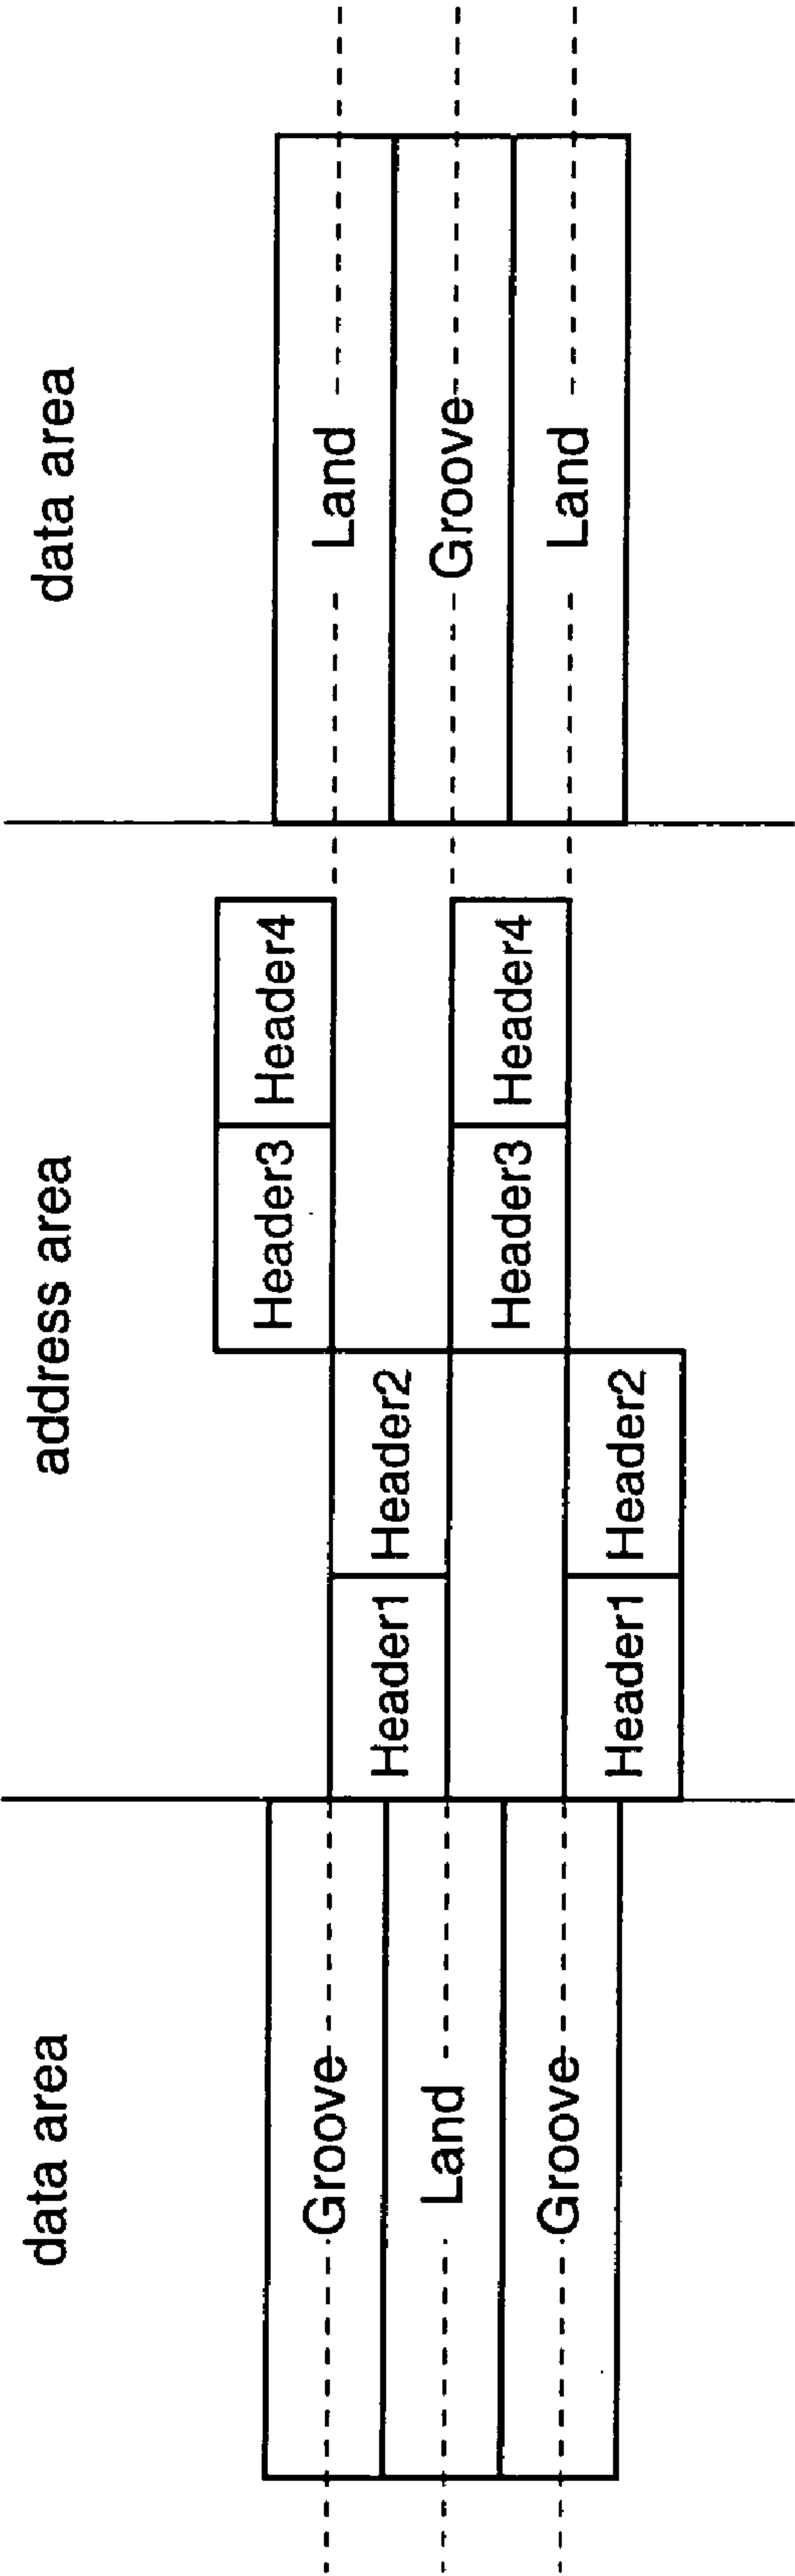 data area address area data area
Header3 Header4
Groove Land
Header1 Header2
Land Groove
Header3 Header4
Groove Land
Header1 Header2